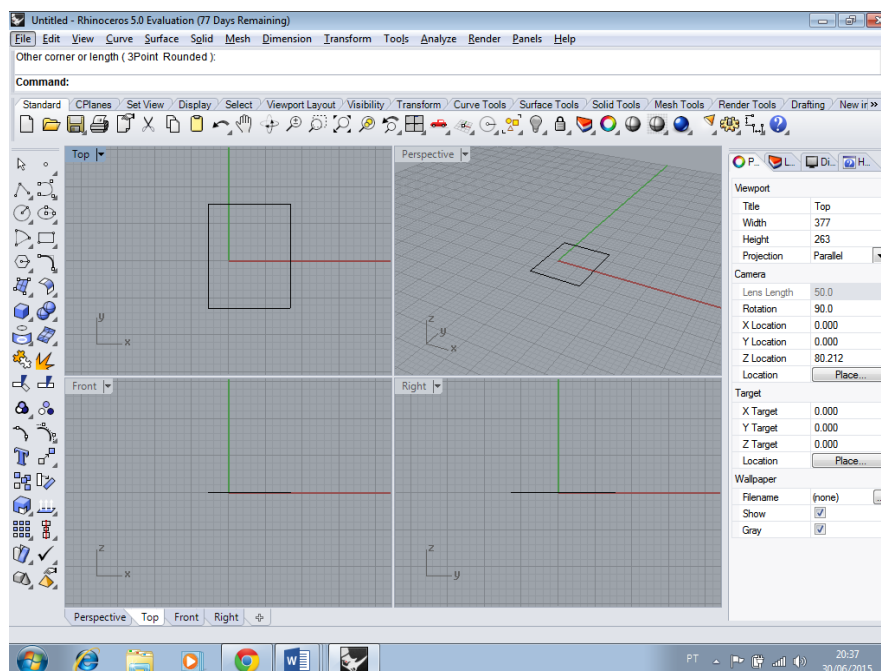 Untitled - Rhinoceros 5.0 Evaluation (77 Days Remaining)
File Edit View Curve Surface Solid Mesh Dimension Transform Tools Analyze Render Panels Help
Other corner or length ( 3Point Rounded ):
Command:
Standard CPlanes Set View Display Select Viewport Layout Visibility Transform Curve Tools Surface Tools Solid Tools Mesh Tools Render Tools Drafting New in »
Top
Perspective
P... L... Di... H...
Viewport
Title Top
Width 377
Height 263
Projection Parallel
Camera
Lens Length 50.0
Rotation 90.0
X Location 0.000
Y Location 0.000
Z Location 80.212
Location Place...
Target
X Target 0.000
Y Target 0.000
Z Target 0.000
Location Place...
Wallpaper
Filename (none) ...
Show
Gray
y
x
z
y
x
Front
Right
z
x
z
y
Perspective Top Front Right
PT
20:37
30/06/2015